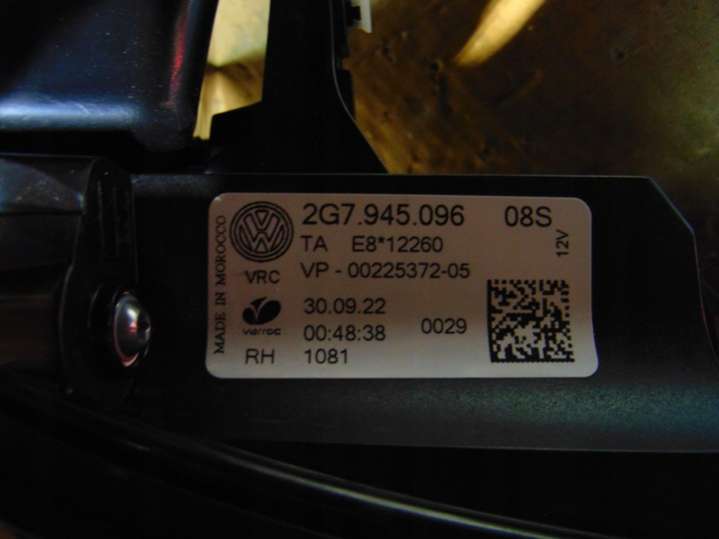 MADE IN MOROCCO
2G7.945.096 08S
TA E8*12260
12V
VRC VP - 00225372-05
varroc 30.09.22
00:48:38 0029
RH 1081